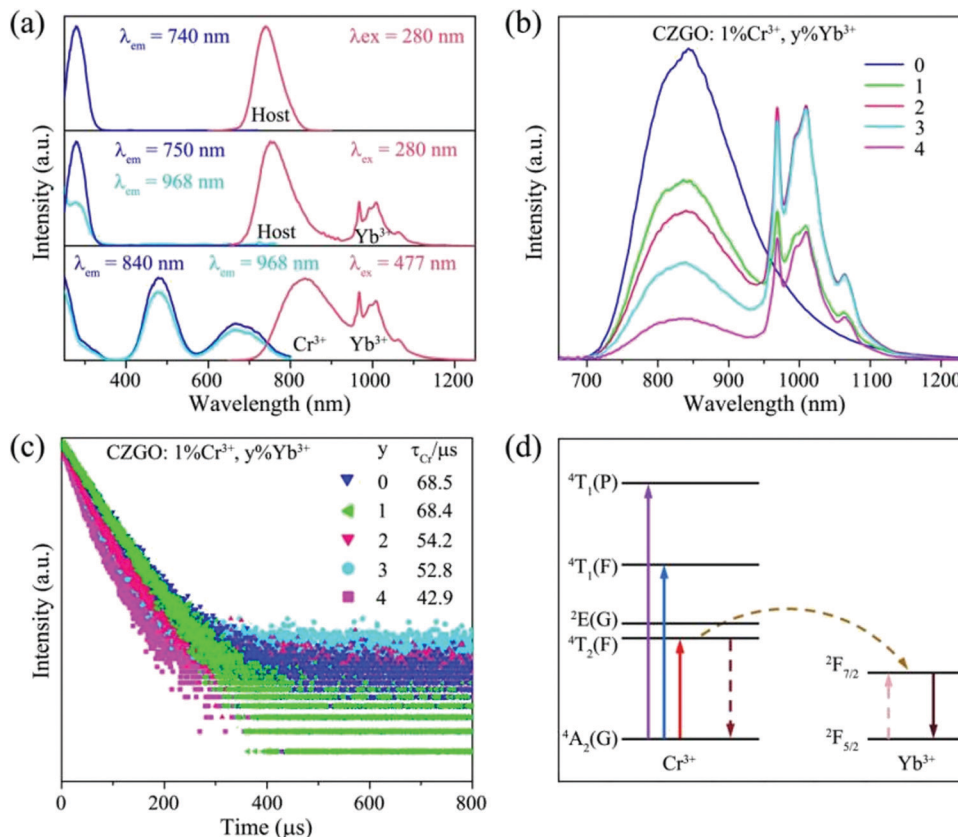 (a)
λem = 740 nm λex = 280 nm
Host
λem = 750 nm λex = 280 nm
λem = 968 nm
Host Yb³⁺
λem = 840 nm λem = 968 nm λex = 477 nm
Cr³⁺ Yb³⁺
Intensity (a.u.)
400 600 800 1000 1200
Wavelength (nm)
(b)
CZGO: 1%Cr³⁺, y%Yb³⁺
0
1
2
3
4
Intensity (a.u.)
700 800 900 1000 1100 1200
Wavelength (nm)
(c)
CZGO: 1%Cr³⁺, y%Yb³⁺ y τCr/μs
0 68.5
1 68.4
2 54.2
3 52.8
4 42.9
Intensity (a.u.)
0 200 400 600 800
Time (μs)
(d)
⁴T₁(P)
⁴T₁(F)
²E(G)
⁴T₂(F)
²F₇/₂
⁴A₂(G) ²F₅/₂
Cr³⁺ Yb³⁺